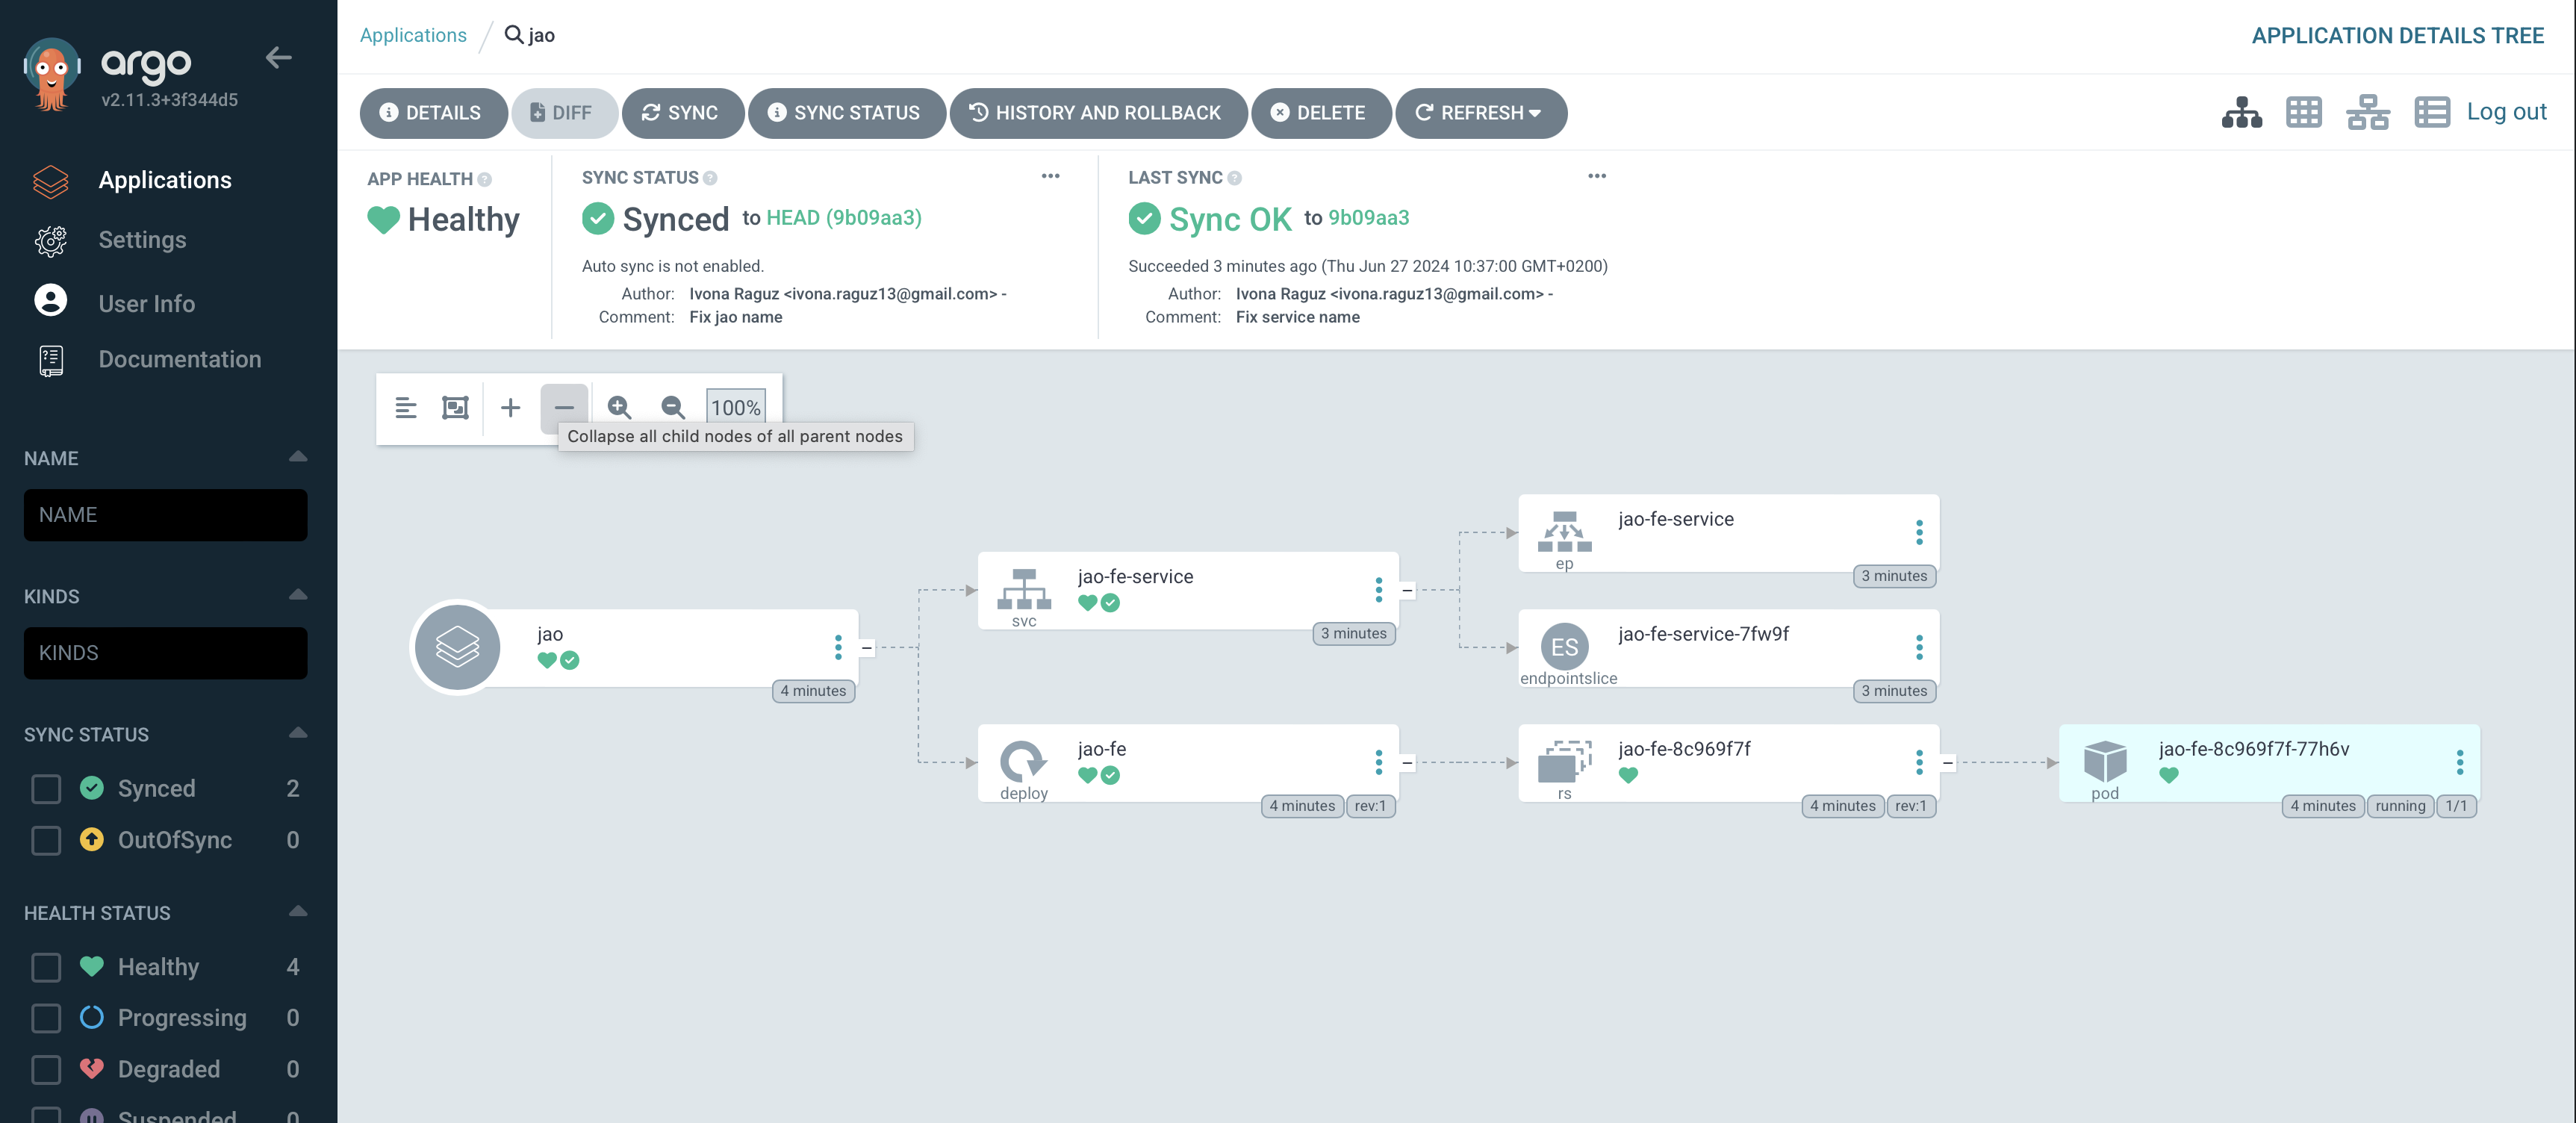 argo
v2.11.3+3f344d5
Applications
Settings
User Info
Documentation
NAME
NAME
KINDS
KINDS
SYNC STATUS
Synced 2
OutOfSync 0
HEALTH STATUS
Healthy 4
Progressing 0
Degraded 0
Suspended 0
Applications / jao
APPLICATION DETAILS TREE
DETAILS DIFF SYNC SYNC STATUS HISTORY AND ROLLBACK DELETE REFRESH
Log out
APP HEALTH ?
Healthy
SYNC STATUS ? ...
Synced to HEAD (9b09aa3)
Auto sync is not enabled.
Author: Ivona Raguz <ivona.raguz13@gmail.com> -
Comment: Fix jao name
LAST SYNC ? ...
Sync OK to 9b09aa3
Succeeded 3 minutes ago (Thu Jun 27 2024 10:37:00 GMT+0200)
Author: Ivona Raguz <ivona.raguz13@gmail.com> -
Comment: Fix service name
100%
Collapse all child nodes of all parent nodes
jao
4 minutes
jao-fe-service
svc
3 minutes
jao-fe-service
ep
3 minutes
ES
jao-fe-service-7fw9f
endpointslice
3 minutes
jao-fe
deploy
4 minutes rev:1
jao-fe-8c969f7f
rs
4 minutes rev:1
jao-fe-8c969f7f-77h6v
pod
4 minutes running 1/1